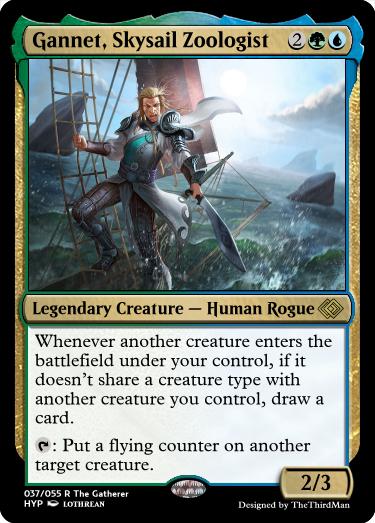 Gannet, Skysail Zoologist 2
Legendary Creature — Human Rogue
Whenever another creature enters the
battlefield under your control, if it
doesn't share a creature type with
another creature you control, draw a
card.
: Put a flying counter on another
target creature.
2/3
037/055 R The Gatherer
HYP LOTHREAN
Designed by TheThirdMan